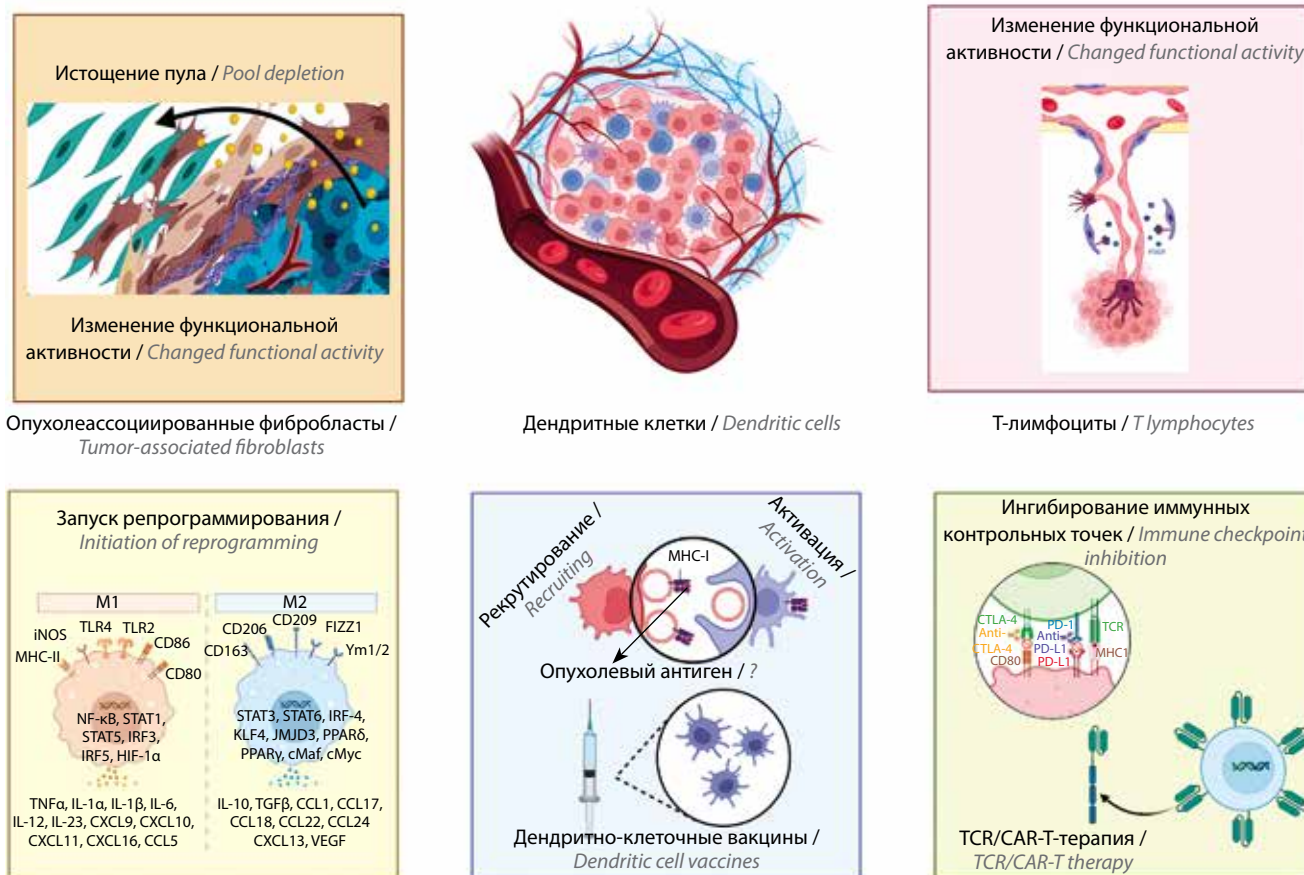 Истощение пула / Pool depletion
Изменение функциональной
активности / Changed functional activity
Опухолеассоциированные фибробласты /
Tumor-associated fibroblasts
Дендритные клетки / Dendritic cells
Изменение функциональной
активности / Changed functional activity
Т-лимфоциты / T lymphocytes
Запуск репрограммирования /
Initiation of reprogramming
M1
M2
iNOS
TLR4
TLR2
CD86
MHC-II
CD80
CD206
CD209
FIZZ1
CD163
Ym1/2
NF-κB, STAT1,
STAT5, IRF3,
IRF5, HIF-1α
STAT3, STAT6, IRF-4,
KLF4, JMJD3, PPARδ,
PPARγ, cMaf, cMyc
TNFα, IL-1α, IL-1β, IL-6,
IL-12, IL-23, CXCL9, CXCL10,
CXCL11, CXCL16, CCL5
IL-10, TGFβ, CCL1, CCL17,
CCL18, CCL22, CCL24
CXCL13, VEGF
Рекрутирование /
Recruiting
MHC-I
Активация /
Activation
Опухолевый антиген / ?
Дендритно-клеточные вакцины /
Dendritic cell vaccines
Ингибирование иммунных
контрольных точек / Immune checkpoint
inhibition
CTLA-4
Anti-
CTLA-4
CD80
PD-1
Anti-
PD-L1
PD-L1
TCR
MHC1
TCR/CAR-T-терапия /
TCR/CAR-T therapy